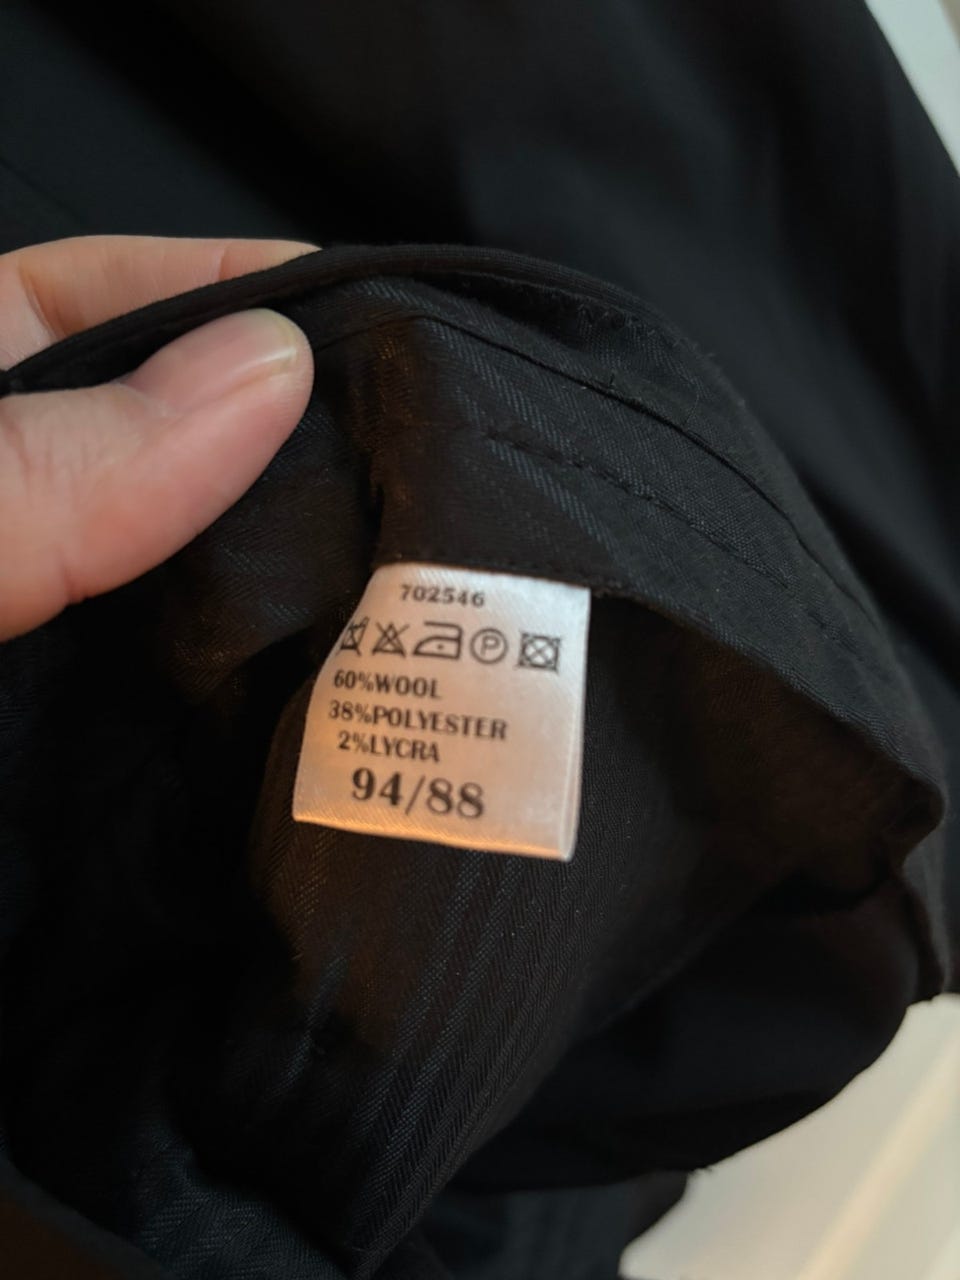 702546
P
60%WOOL
38%POLYESTER
2%LYCRA
94/88